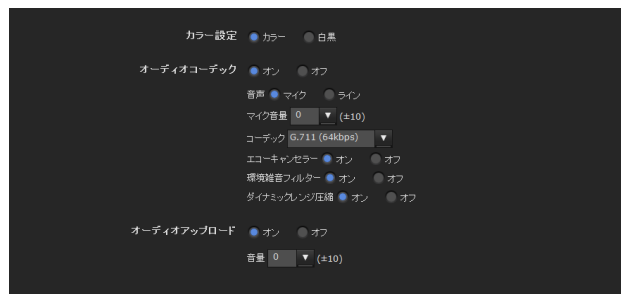 カラー設定 カラー 白黒
オーディオコーデック オン オフ
音声 マイク ライン
マイク音量 0 (±10)
コーデック G.711 (64kbps)
エコーキャンセラー オン オフ
環境雑音フィルター オン オフ
ダイナミックレンジ圧縮 オン オフ
オーディオアップロード オン オフ
音量 0 (±10)